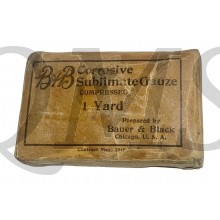 B&B Corrosive
Sublimate Gauze
COMPRESSED
1 Yard
Prepared by
Bauer & Black
Chicago, U. S. A.